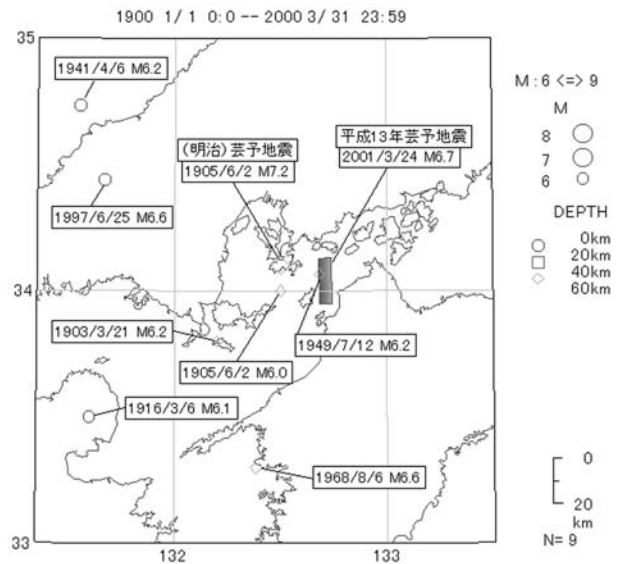 1900 1/ 1 0:0 -- 2000 3/ 31 23:59
35
1941/4/6 M6.2
M : 6 <=> 9
M
8
7
6
(明治)芸予地震
1905/6/2 M7.2
平成13年芸予地震
2001/3/24 M6.7
1997/6/25 M6.6
DEPTH
0km
20km
40km
60km
34
1903/3/21 M6.2
1949/7/12 M6.2
1905/6/2 M6.0
1916/3/6 M6.1
1968/8/6 M6.6
0
20
km
N= 9
33
132
133